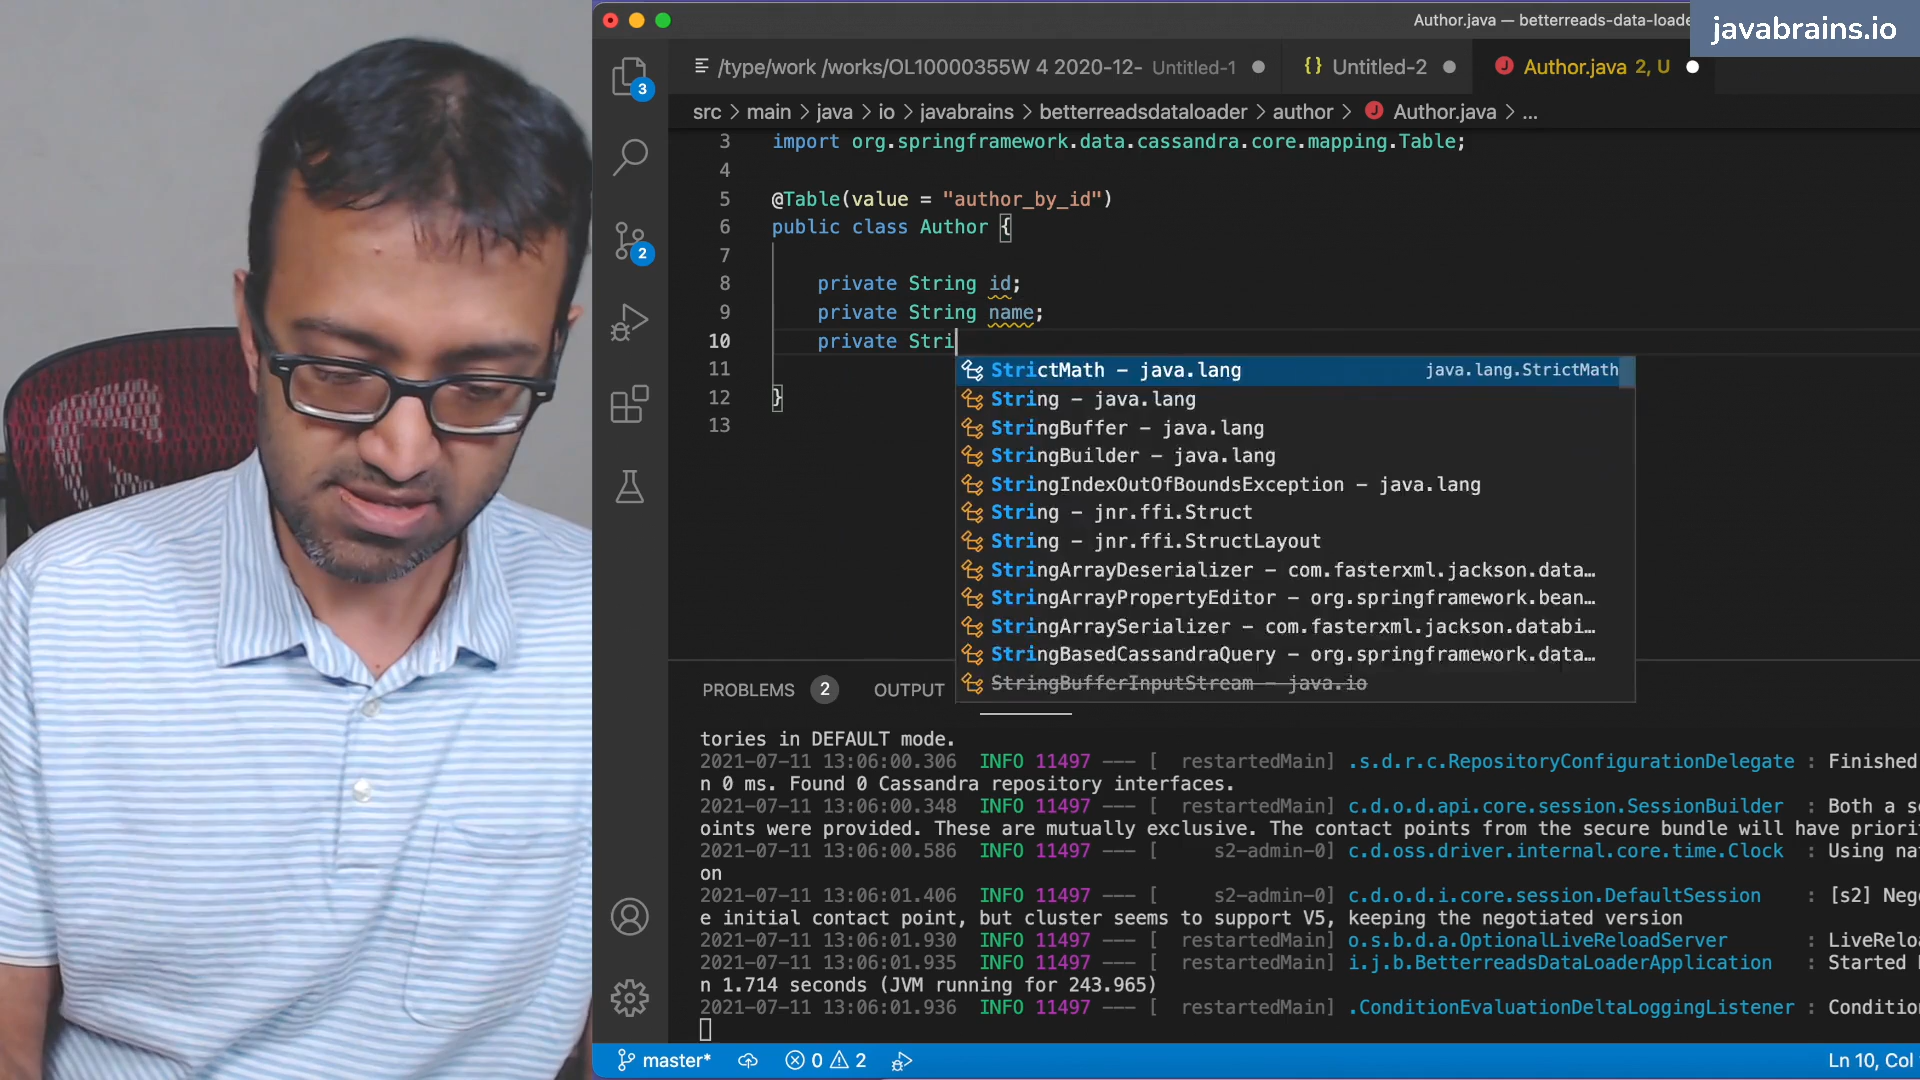 Author.java — betterreads-data-loade
javabrains.io
/type/work /works/OL10000355W 4 2020-12- Untitled-1
{} Untitled-2
J Author.java 2, U
3
src > main > java > io > javabrains > betterreadsdataloader > author > J Author.java > ...
3 import org.springframework.data.cassandra.core.mapping.Table;
4
5 @Table(value = "author_by_id")
6 public class Author {
7
8 private String id;
9 private String name;
10 private Stri
11
12 }
13
2
StrictMath – java.lang java.lang.StrictMath
String – java.lang
StringBuffer – java.lang
StringBuilder – java.lang
StringIndexOutOfBoundsException – java.lang
String – jnr.ffi.Struct
String – jnr.ffi.StructLayout
StringArrayDeserializer – com.fasterxml.jackson.data…
StringArrayPropertyEditor – org.springframework.bean…
StringArraySerializer – com.fasterxml.jackson.databi…
StringBasedCassandraQuery – org.springframework.data…
StringBufferInputStream – java.io
PROBLEMS 2 OUTPUT
tories in DEFAULT mode.
2021-07-11 13:06:00.306 INFO 11497 --- [ restartedMain] .s.d.r.c.RepositoryConfigurationDelegate : Finished
n 0 ms. Found 0 Cassandra repository interfaces.
2021-07-11 13:06:00.348 INFO 11497 --- [ restartedMain] c.d.o.d.api.core.session.SessionBuilder : Both a se
oints were provided. These are mutually exclusive. The contact points from the secure bundle will have priori
2021-07-11 13:06:00.586 INFO 11497 --- [ s2-admin-0] c.d.oss.driver.internal.core.time.Clock : Using na
on
2021-07-11 13:06:01.406 INFO 11497 --- [ s2-admin-0] c.d.o.d.i.core.session.DefaultSession : [s2] Neg
e initial contact point, but cluster seems to support V5, keeping the negotiated version
2021-07-11 13:06:01.930 INFO 11497 --- [ restartedMain] o.s.b.d.a.OptionalLiveReloadServer : LiveRelo
2021-07-11 13:06:01.935 INFO 11497 --- [ restartedMain] i.j.b.BetterreadsDataLoaderApplication : Started
n 1.714 seconds (JVM running for 243.965)
2021-07-11 13:06:01.936 INFO 11497 --- [ restartedMain] .ConditionEvaluationDeltaLoggingListener : Conditio
master* 0 2
Ln 10, Col